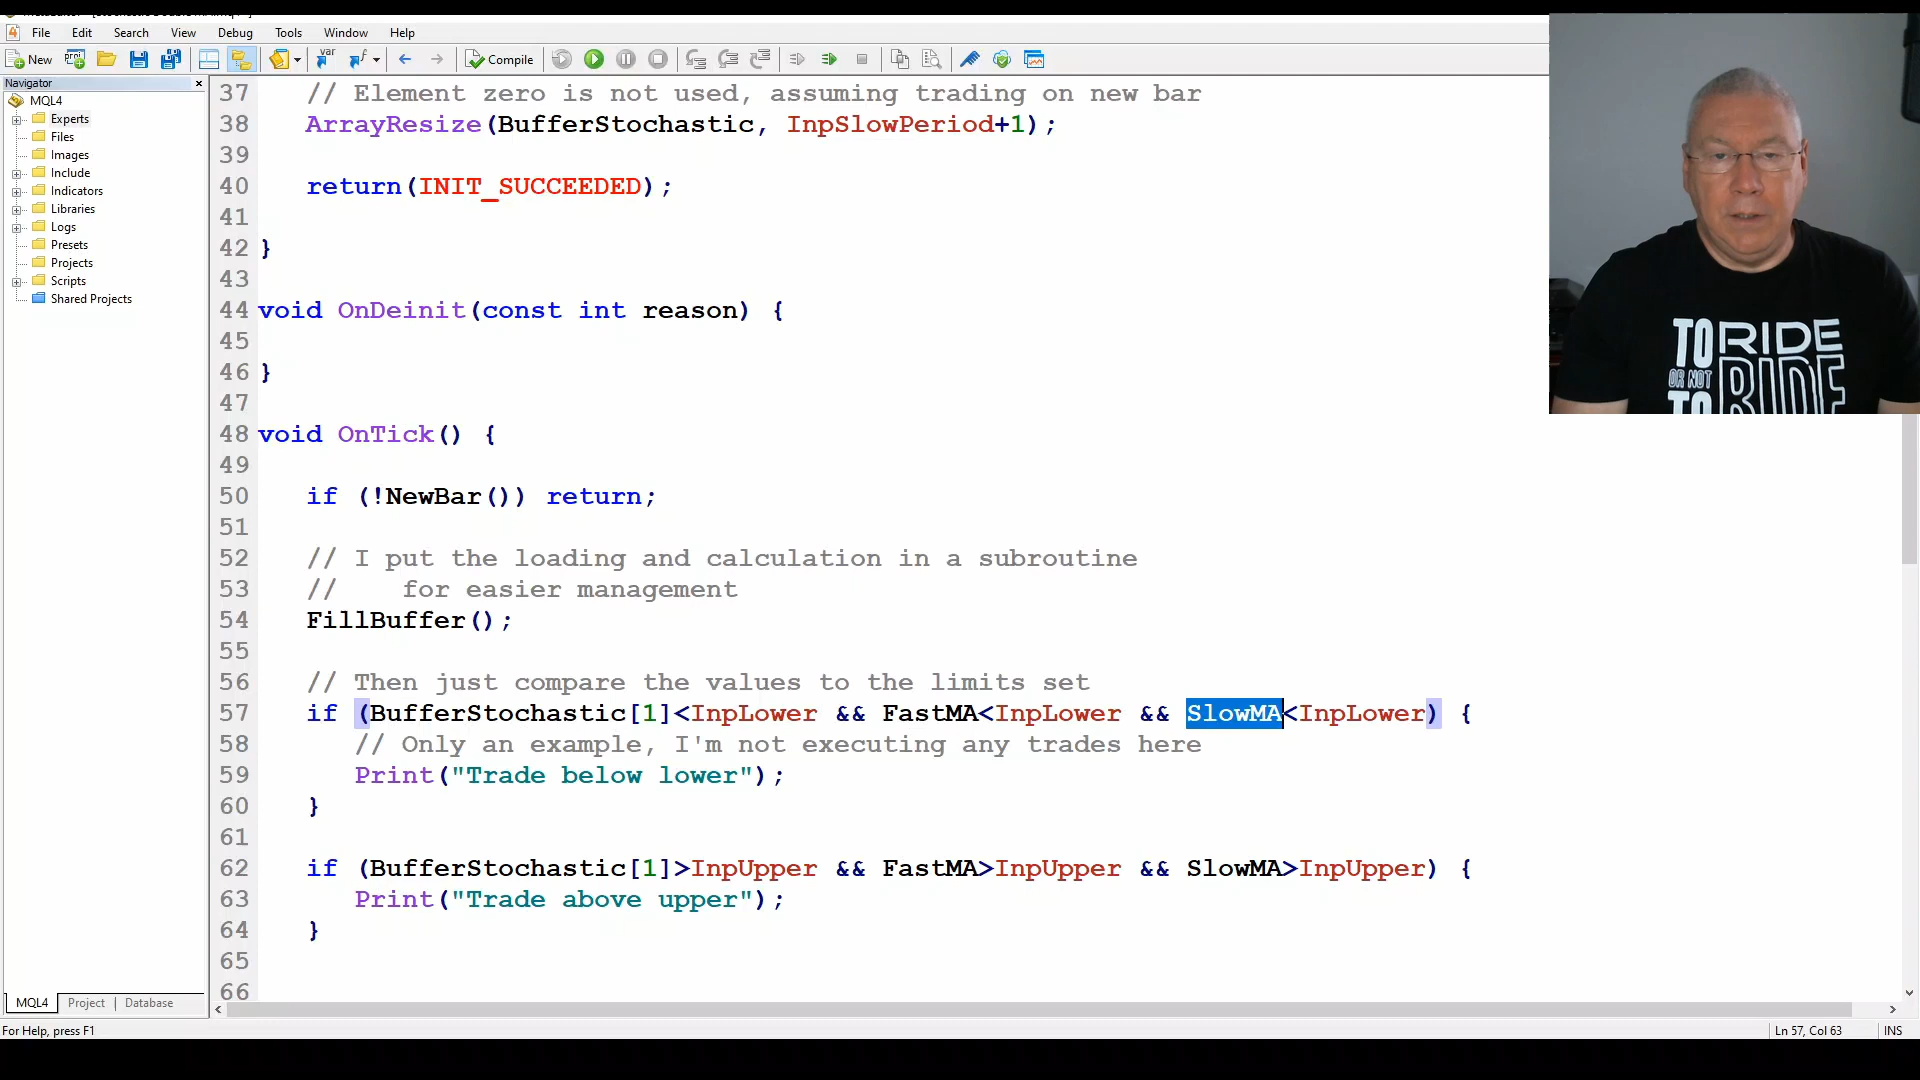 File Edit Search View Debug Tools Window Help
New var Compile
Navigator
MQL4
Experts
Files
Images
Include
Indicators
Libraries
Logs
Presets
Projects
Scripts
Shared Projects
MQL4 Project Database
37 // Element zero is not used, assuming trading on new bar
38 ArrayResize(BufferStochastic, InpSlowPeriod+1);
39
40 return(INIT_SUCCEEDED);
41
42 }
43
44 void OnDeinit(const int reason) {
45
46 }
47
48 void OnTick() {
49
50 if (!NewBar()) return;
51
52 // I put the loading and calculation in a subroutine
53 // for easier management
54 FillBuffer();
55
56 // Then just compare the values to the limits set
57 if (BufferStochastic[1]<InpLower && FastMA<InpLower && SlowMA<InpLower) {
58 // Only an example, I'm not executing any trades here
59 Print("Trade below lower");
60 }
61
62 if (BufferStochastic[1]>InpUpper && FastMA>InpUpper && SlowMA>InpUpper) {
63 Print("Trade above upper");
64 }
65
66
For Help, press F1
Ln 57, Col 63 INS
TO RIDE
OR NOT
TO RIDE